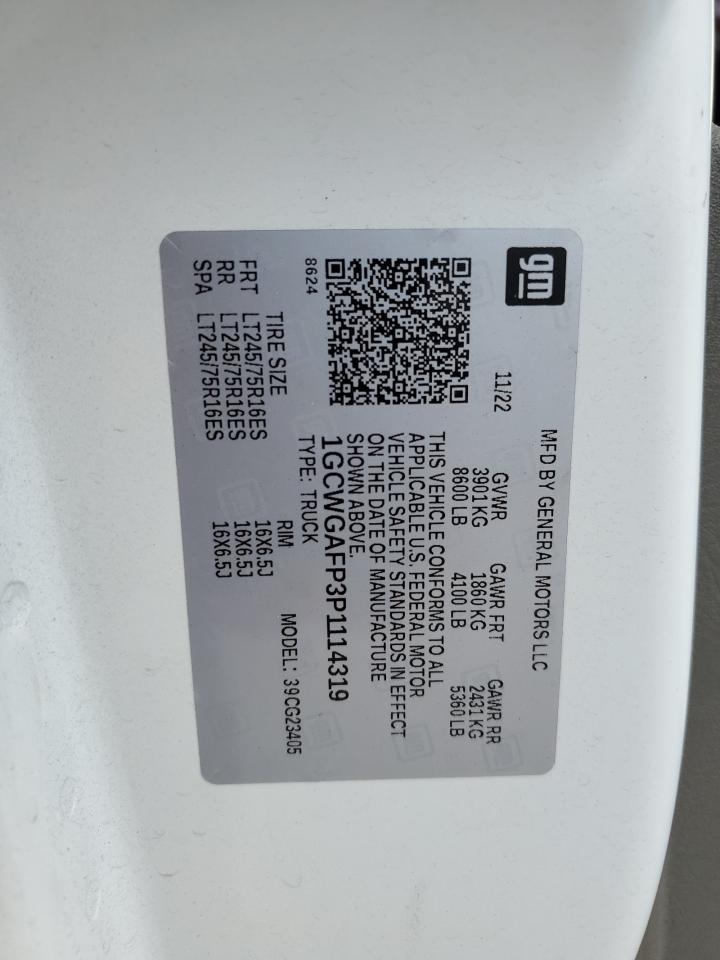 gm
MFD BY GENERAL MOTORS LLC
11/22
GVWR GAWR FRT GAWR RR
3901 KG 1860 KG 2431 KG
8600 LB 4100 LB 5360 LB
THIS VEHICLE CONFORMS TO ALL
APPLICABLE U.S. FEDERAL MOTOR
VEHICLE SAFETY STANDARDS IN EFFECT
ON THE DATE OF MANUFACTURE
SHOWN ABOVE.
1GCWGAFP3P1114319
8624
TYPE: TRUCK
MODEL: 39CG23405
TIRE SIZE RIM
FRT LT245/75R16ES 16X6.5J
RR LT245/75R16ES 16X6.5J
SPA LT245/75R16ES 16X6.5J